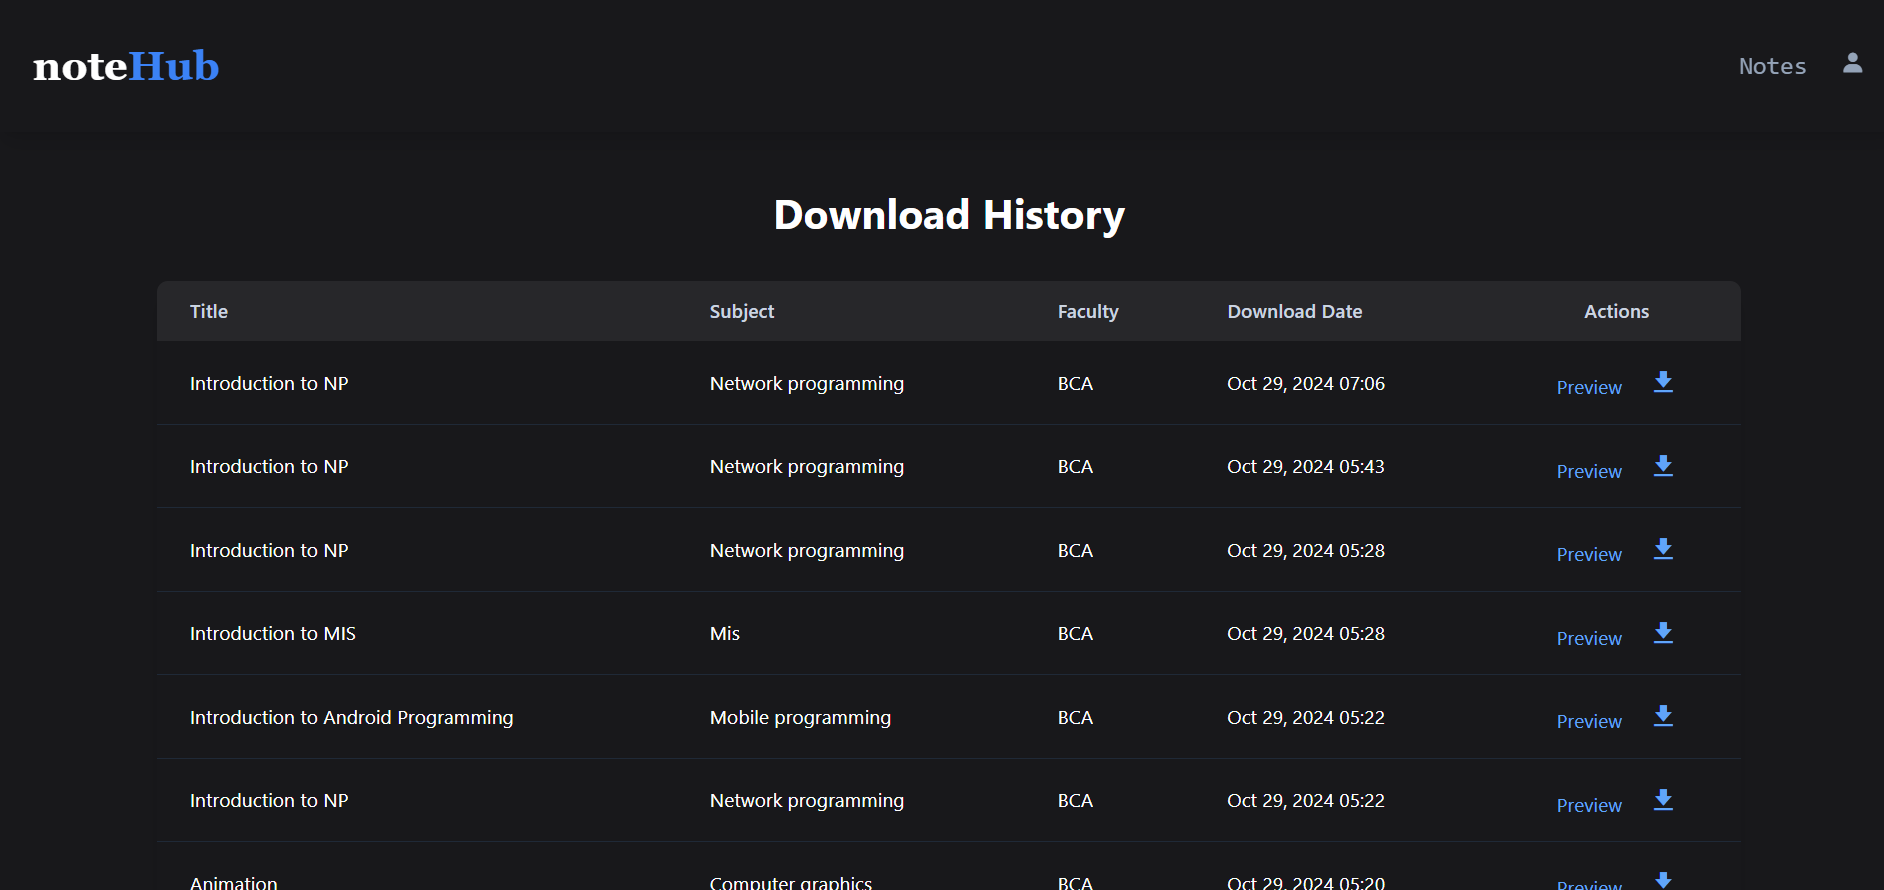 noteHub Notes
Download History
Title Subject Faculty Download Date Actions
Introduction to NP Network programming BCA Oct 29, 2024 07:06 Preview
Introduction to NP Network programming BCA Oct 29, 2024 05:43 Preview
Introduction to NP Network programming BCA Oct 29, 2024 05:28 Preview
Introduction to MIS Mis BCA Oct 29, 2024 05:28 Preview
Introduction to Android Programming Mobile programming BCA Oct 29, 2024 05:22 Preview
Introduction to NP Network programming BCA Oct 29, 2024 05:22 Preview
Animation Computer graphics BCA Oct 29, 2024 05:20 Preview